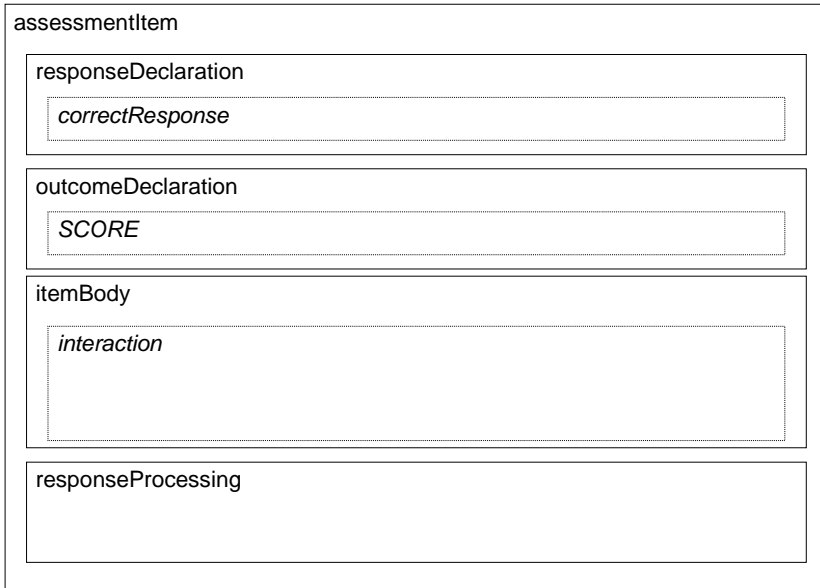 assessmentItem
responseDeclaration
correctResponse
outcomeDeclaration
SCORE
itemBody
interaction
responseProcessing